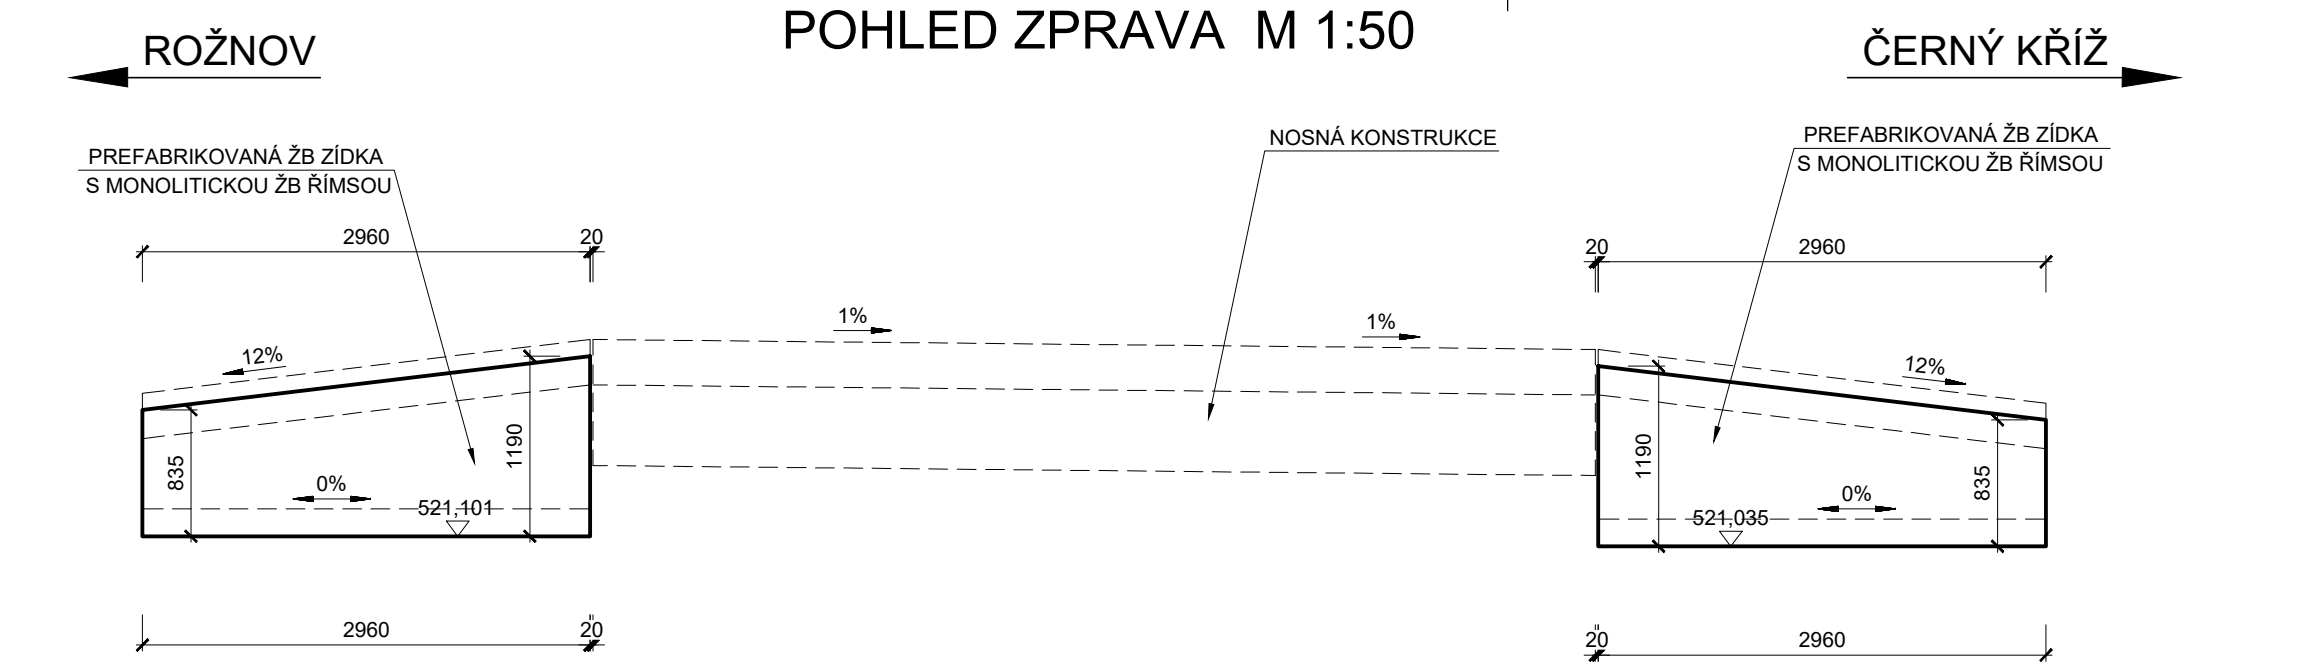 POHLED ZPRAVA M 1:50
ROŽNOV
ČERNÝ KŘÍŽ
PREFABRIKOVANÁ ŽB ZÍDKA
S MONOLITICKOU ŽB ŘÍMSOU
NOSNÁ KONSTRUKCE
PREFABRIKOVANÁ ŽB ZÍDKA
S MONOLITICKOU ŽB ŘÍMSOU
2960
20
20
2960
12%
1%
1%
12%
835
1190
0%
521,101
1190
835
0%
521,035
2960
20
20
2960